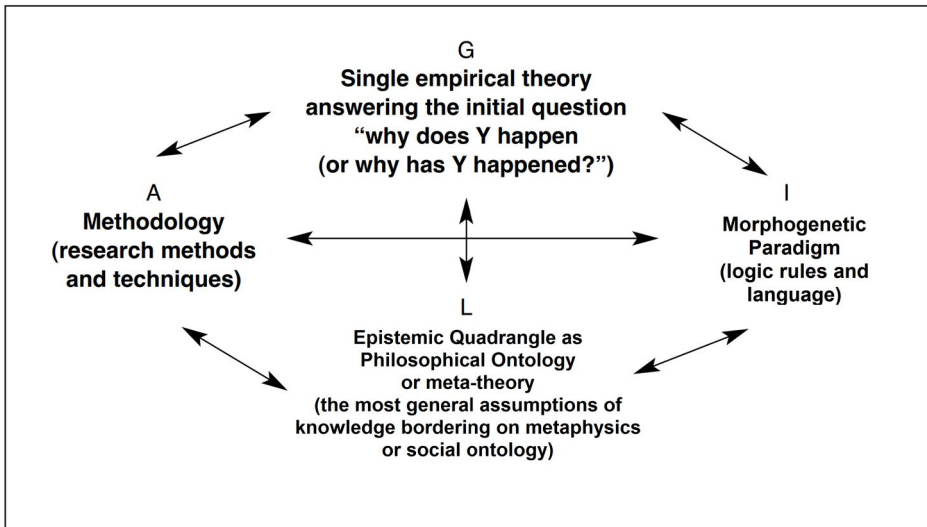 G
Single empirical theory
answering the initial question
“why does Y happen
(or why has Y happened?”)
A
Methodology
(research methods
and techniques)
I
Morphogenetic
Paradigm
(logic rules and
language)
L
Epistemic Quadrangle as
Philosophical Ontology
or meta-theory
(the most general assumptions of
knowledge bordering on metaphysics
or social ontology)